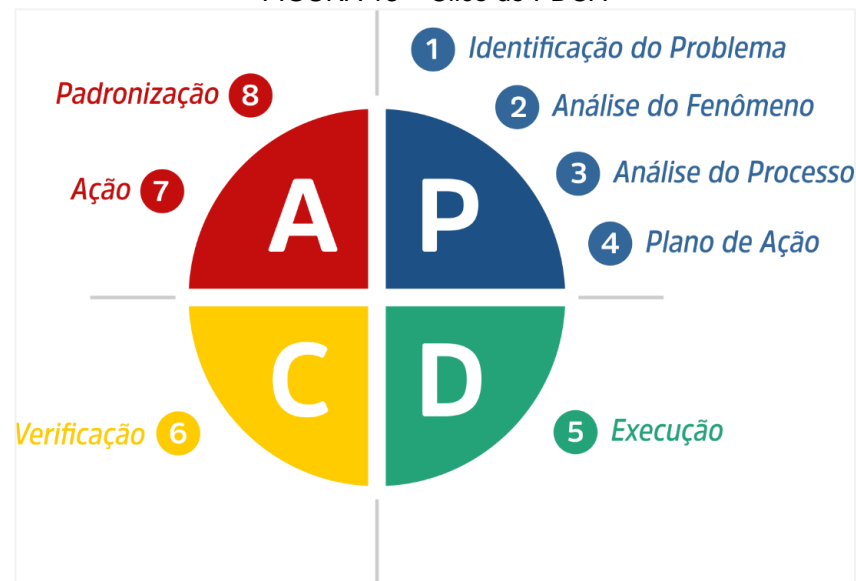 1 Identificação do Problema
2 Análise do Fenômeno
3 Análise do Processo
4 Plano de Ação
Padronização 8
Ação 7
A P
C D
Verificação 6
5 Execução